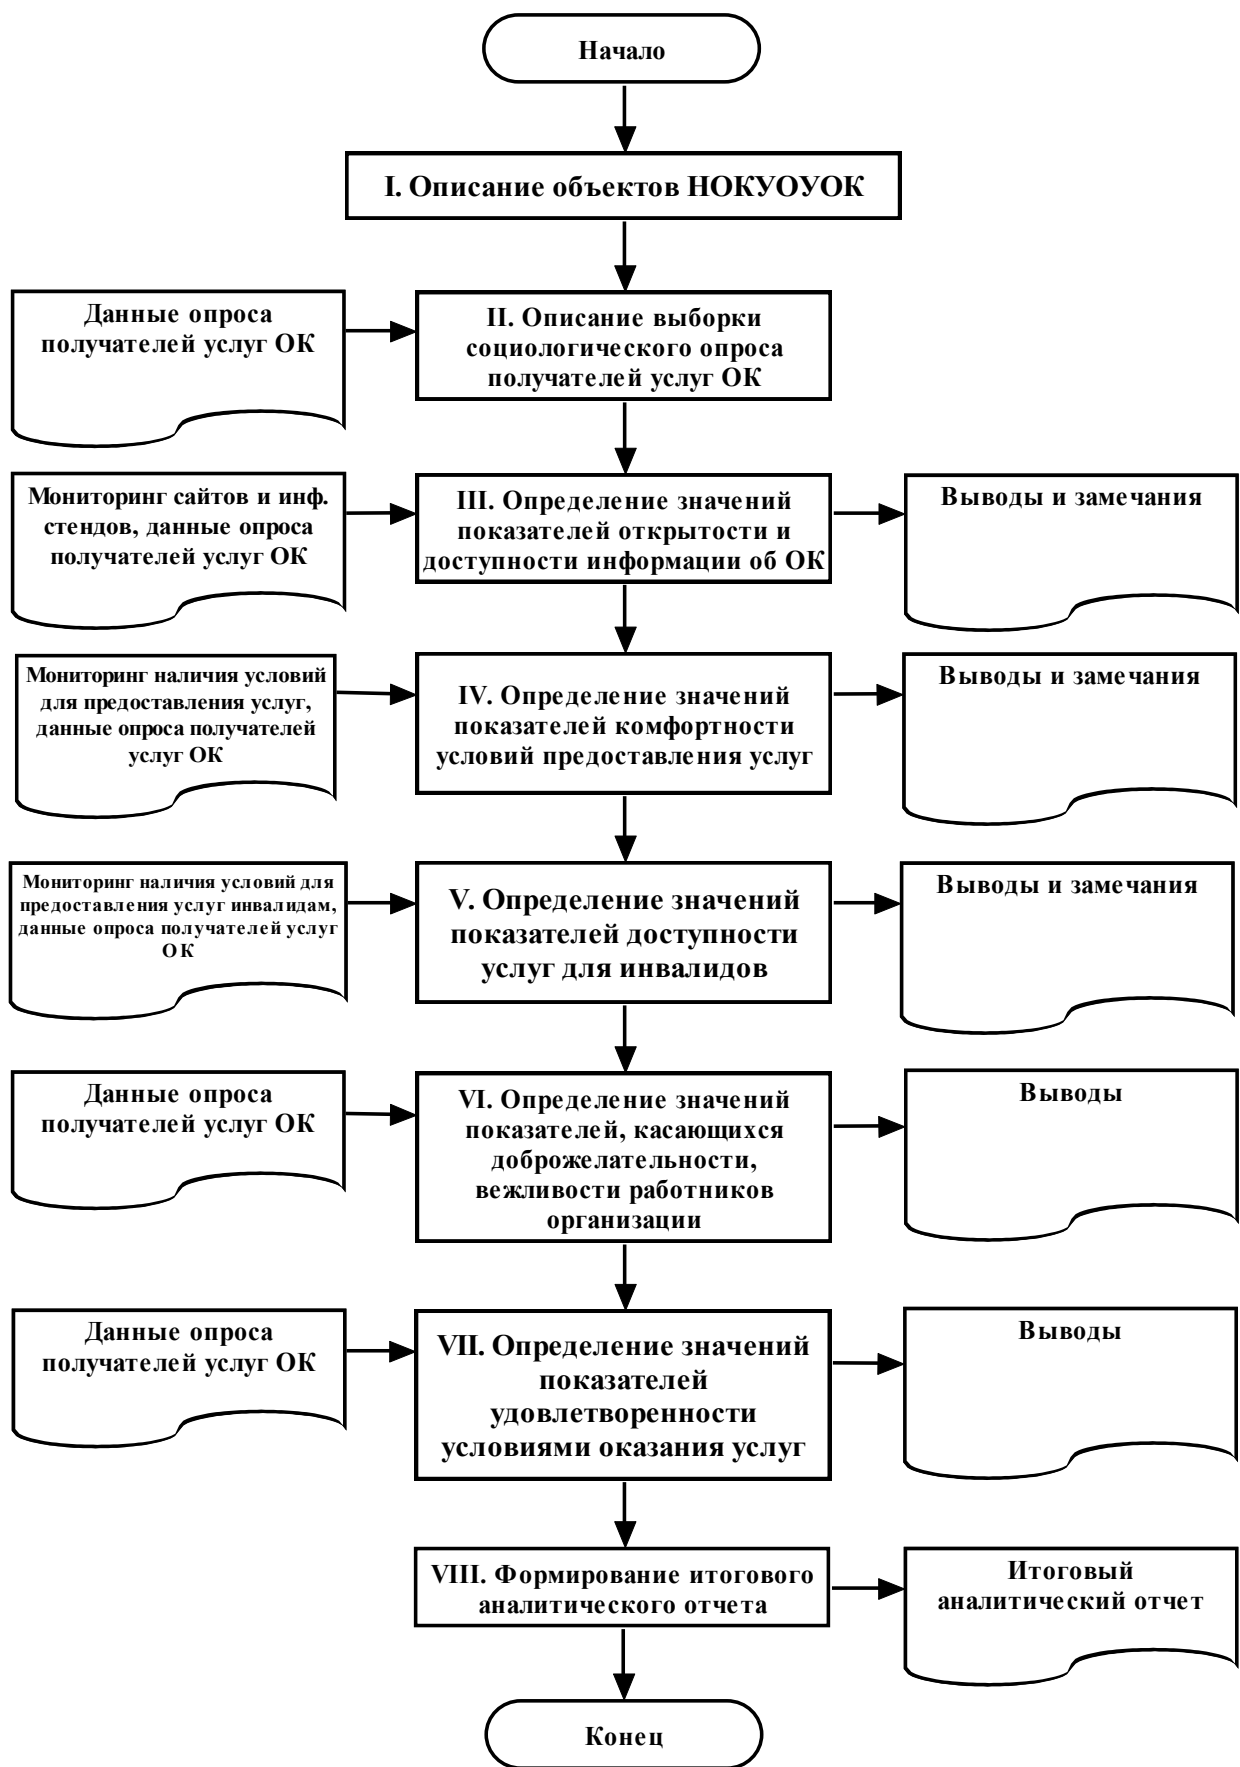 Начало
I. Описание объектов НОКУОУОК
Данные опроса
получателей услуг ОК
II. Описание выборки
социологического опроса
получателей услуг ОК
Мониторинг сайтов и инф.
стендов, данные опроса
получателей услуг ОК
III. Определение значений
показателей открытости и
доступности информации об ОК
Выводы и замечания
Мониторинг наличия условий
для предоставления услуг,
данные опроса получателей
услуг ОК
IV. Определение значений
показателей комфортности
условий предоставления услуг
Выводы и замечания
Мониторинг наличия условий для
предоставления услуг инвалидам,
данные опроса получателей услуг
ОК
V. Определение значений
показателей доступности
услуг для инвалидов
Выводы и замечания
Данные опроса
получателей услуг ОК
VI. Определение значений
показателей, касающихся
доброжелательности,
вежливости работников
организации
Выводы
Данные опроса
получателей услуг ОК
VII. Определение значений
показателей
удовлетворенности
условиями оказания услуг
Выводы
VIII. Формирование итогового
аналитического отчета
Итоговый
аналитический отчет
Конец